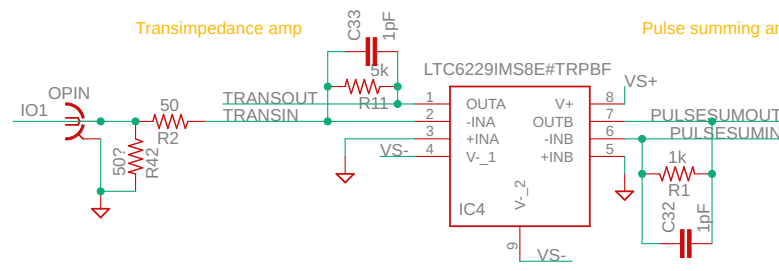 Transimpedance amp
Pulse summing an
C33
1pF
5k
R11
LTC6229IMS8E#TRPBF
VS+
OPIN
IO1
50
R2
50?
R42
TRANSOUT
TRANSIN
VS-
1
2
3
4
OUTA
-INA
+INA
V-_1
V+
OUTB
-INB
+INB
8
7
6
5
V-_2
IC4
9
VS-
PULSESUMOUT
PULSESUMIN
1k
R1
C32
1pF